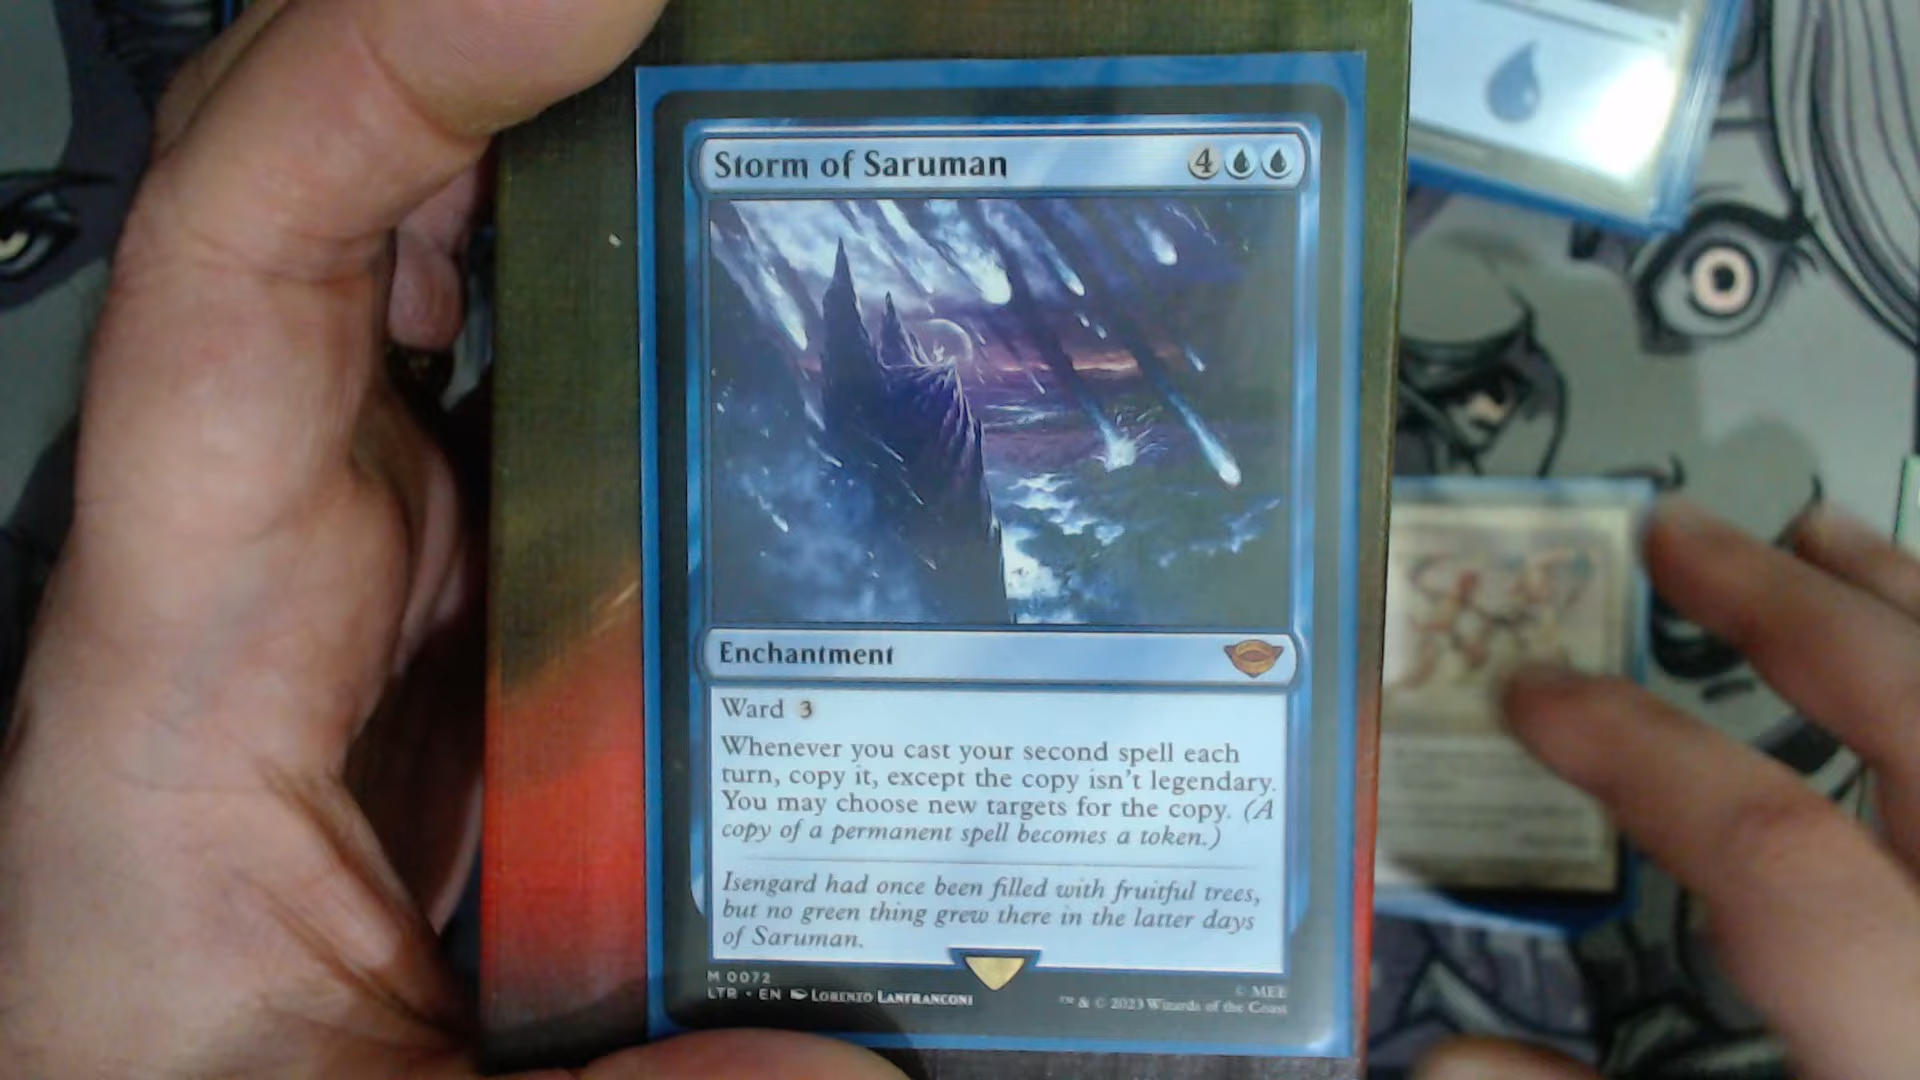 Storm of Saruman 4
Enchantment
Ward 3
Whenever you cast your second spell each
turn, copy it, except the copy isn't legendary.
You may choose new targets for the copy. (A
copy of a permanent spell becomes a token.)
Isengard had once been filled with fruitful trees,
but no green thing grew there in the latter days
of Saruman.
M 0072
LTR • EN Lorenzo Lanfranconi
© MEE
™ & © 2023 Wizards of the Coast